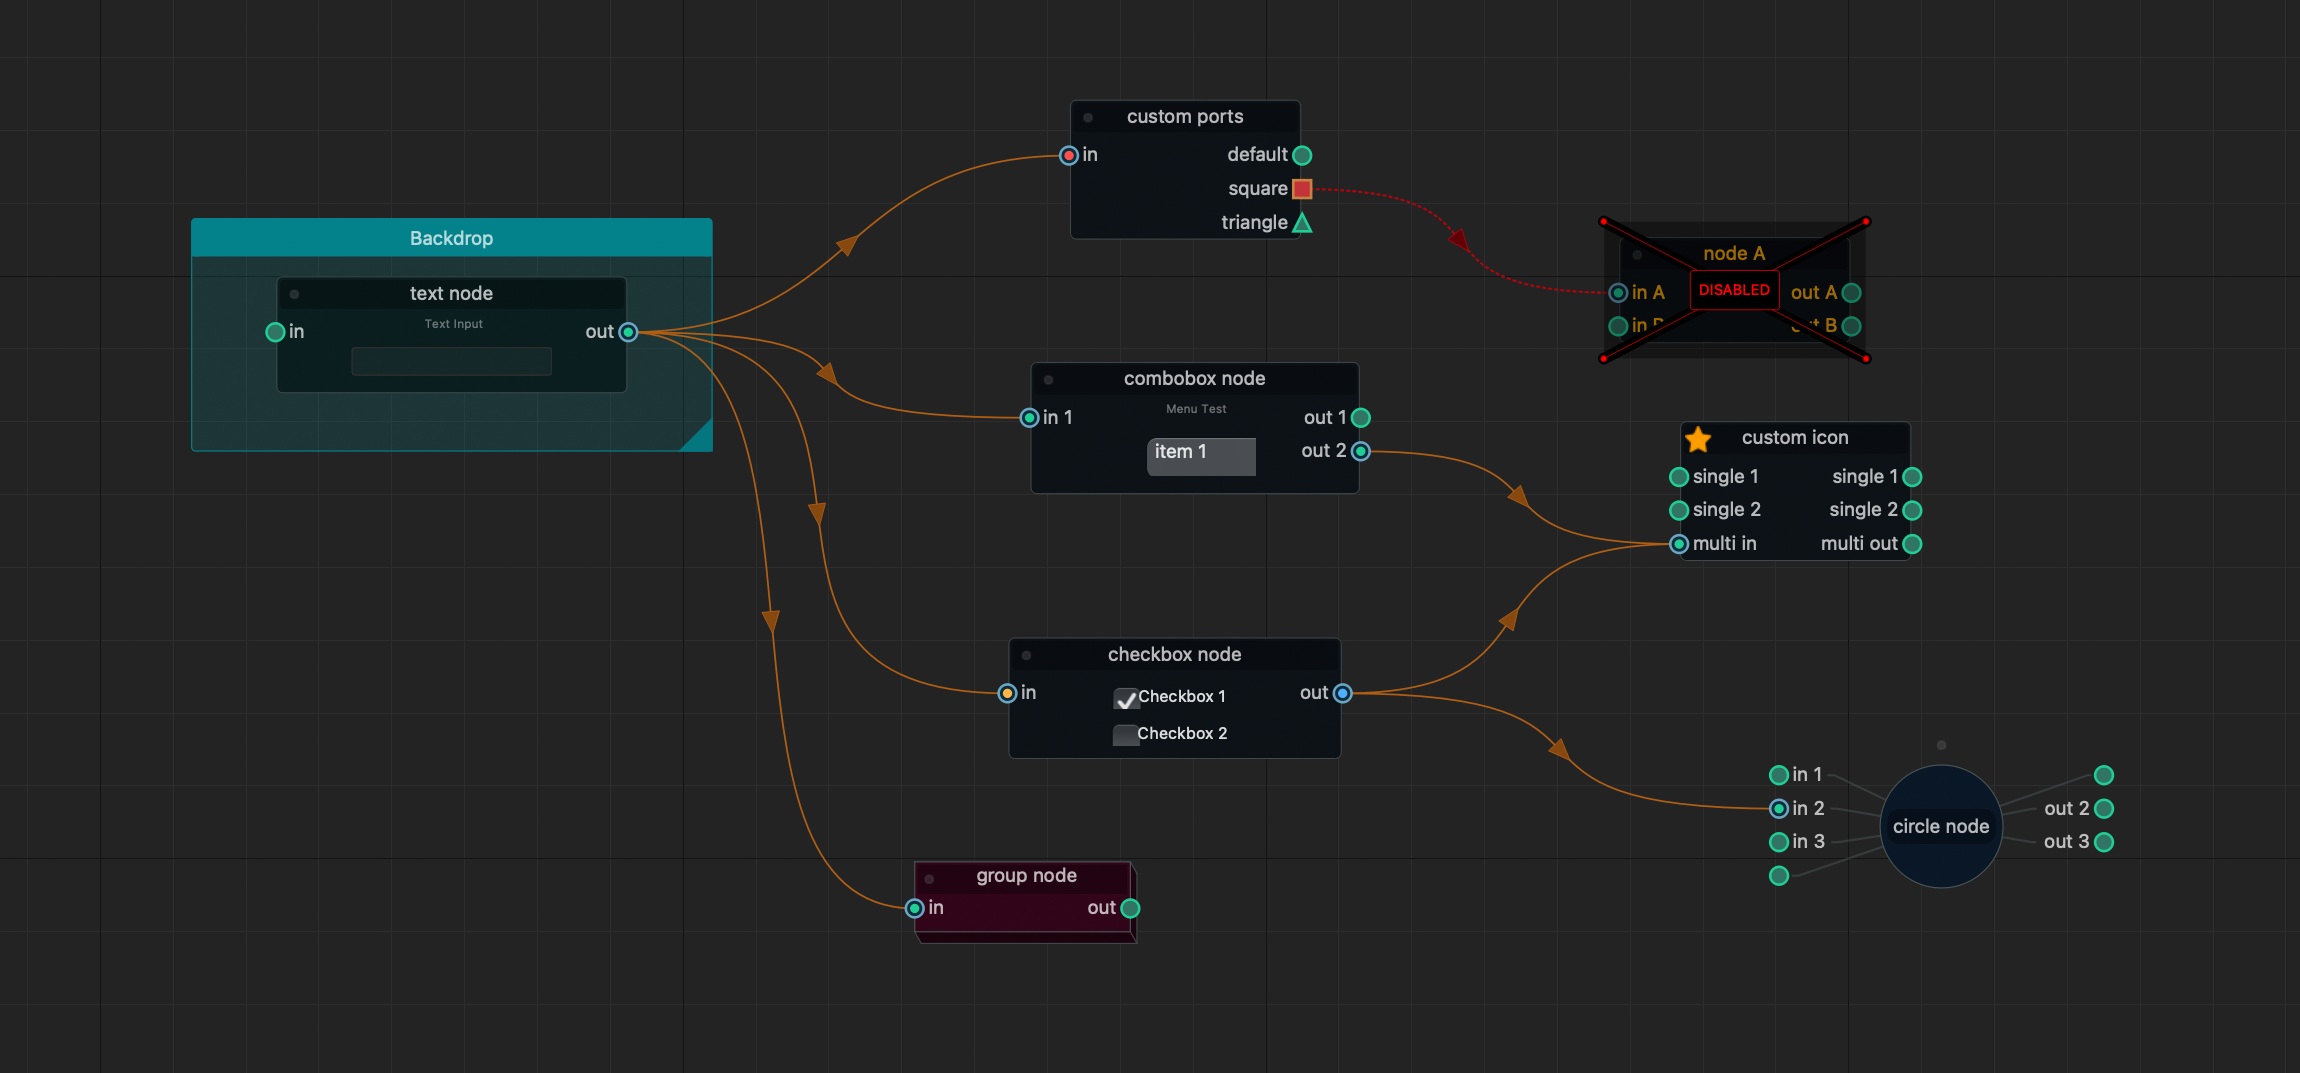 Backdrop
text node
Text Input
in
out
custom ports
in
default
square
triangle
node A
in A
DISABLED
out A
in
B
combobox node
Menu Test
in 1
out 1
item 1
out 2
custom icon
single 1
single 1
single 2
single 2
multi in
multi out
checkbox node
in
Checkbox 1
out
Checkbox 2
group node
in
out
in 1
in 2
out 2
circle node
in 3
out 3